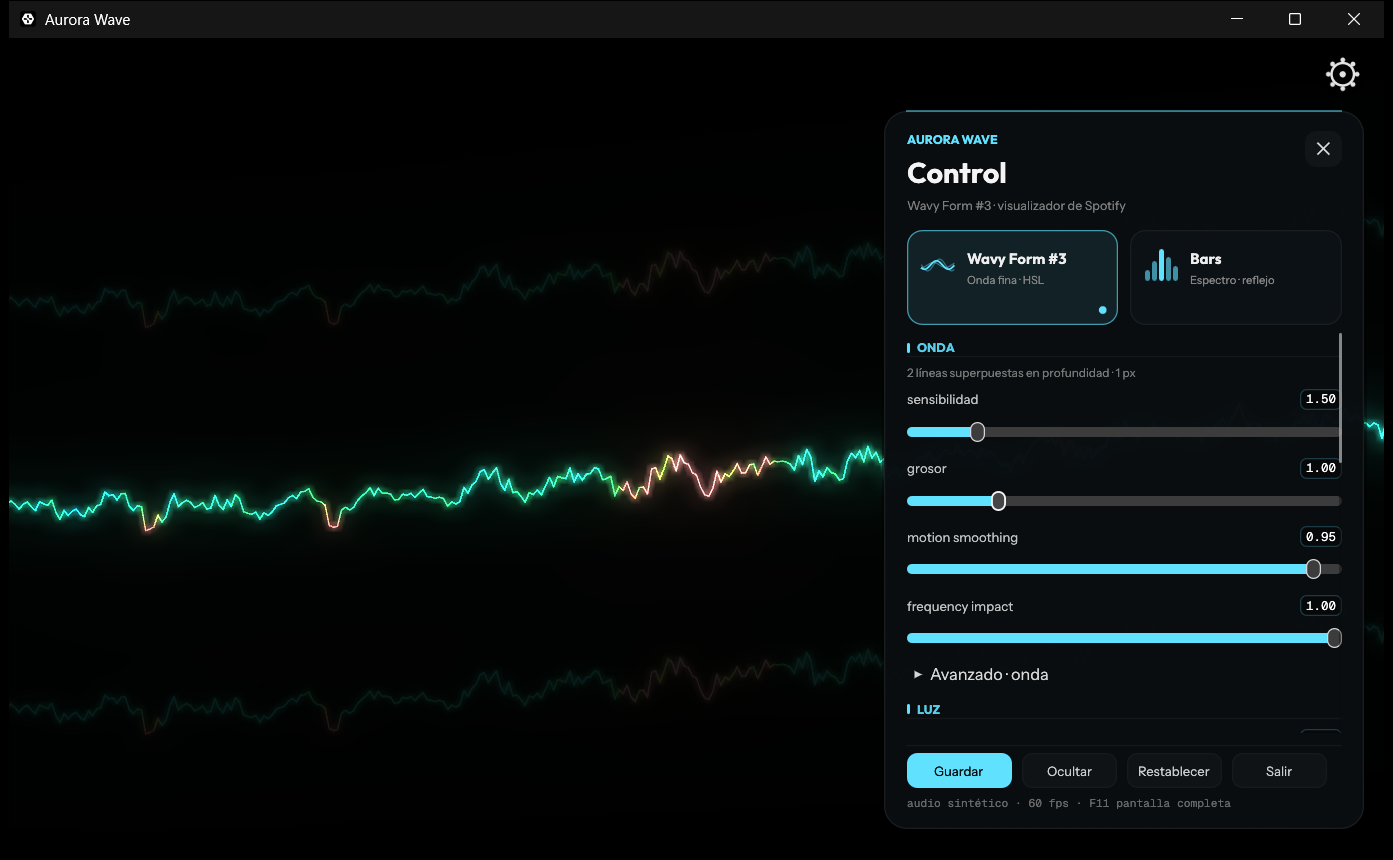 Aurora Wave
AURORA WAVE
Control
Wavy Form #3 · visualizador de Spotify
Wavy Form #3
Onda fina · HSL
Bars
Espectro · reflejo
ONDA
2 líneas superpuestas en profundidad · 1 px
sensibilidad 1.50
grosor 1.00
motion smoothing 0.95
frequency impact 1.00
► Avanzado · onda
LUZ
Guardar Ocultar Restablecer Salir
audio sintético · 60 fps · F11 pantalla completa